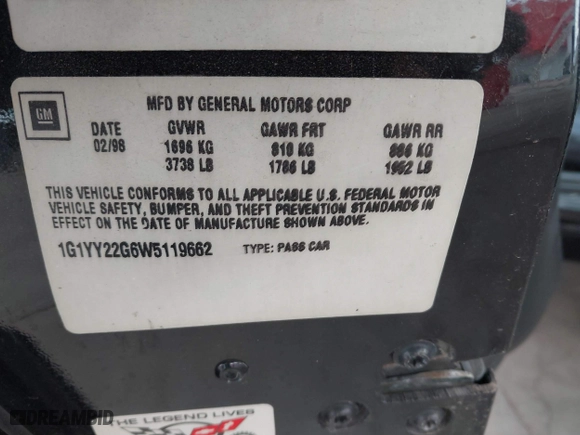 GM
MFD BY GENERAL MOTORS CORP
DATE GVWR GAWR FRT GAWR RR
02/98 1696 KG 810 KG 886 KG
3738 LB 1786 LB 1952 LB
THIS VEHICLE CONFORMS TO ALL APPLICABLE U.S. FEDERAL MOTOR
VEHICLE SAFETY, BUMPER, AND THEFT PREVENTION STANDARDS IN
EFFECT ON THE DATE OF MANUFACTURE SHOWN ABOVE.
1G1YY22G6W5119662 TYPE: PASS CAR
THE LEGEND LIVES
DREAMBID